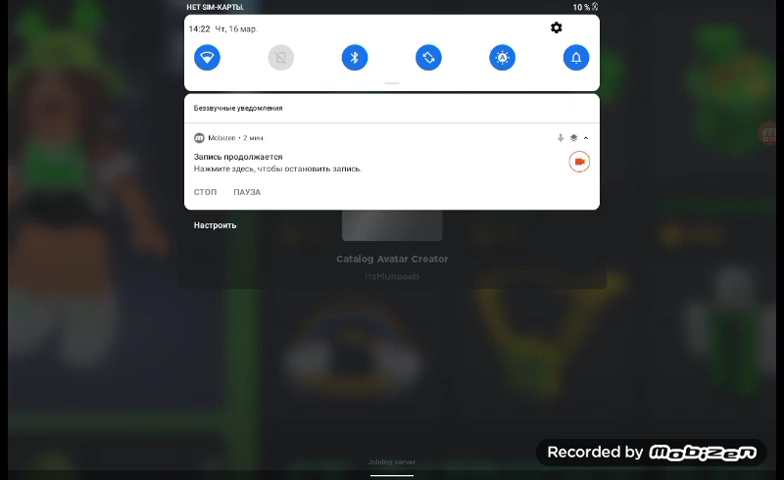 НЕТ SIM-КАРТЫ.
10 %
14:22 Чт, 16 мар.
Беззвучные уведомления
Mobizen • 2 мин
Запись продолжается
Нажмите здесь, чтобы остановить запись.
СТОП ПАУЗА
Настроить
Catalog Avatar Creator
ItsMuneeeb
Joining server
Recorded by mobizen